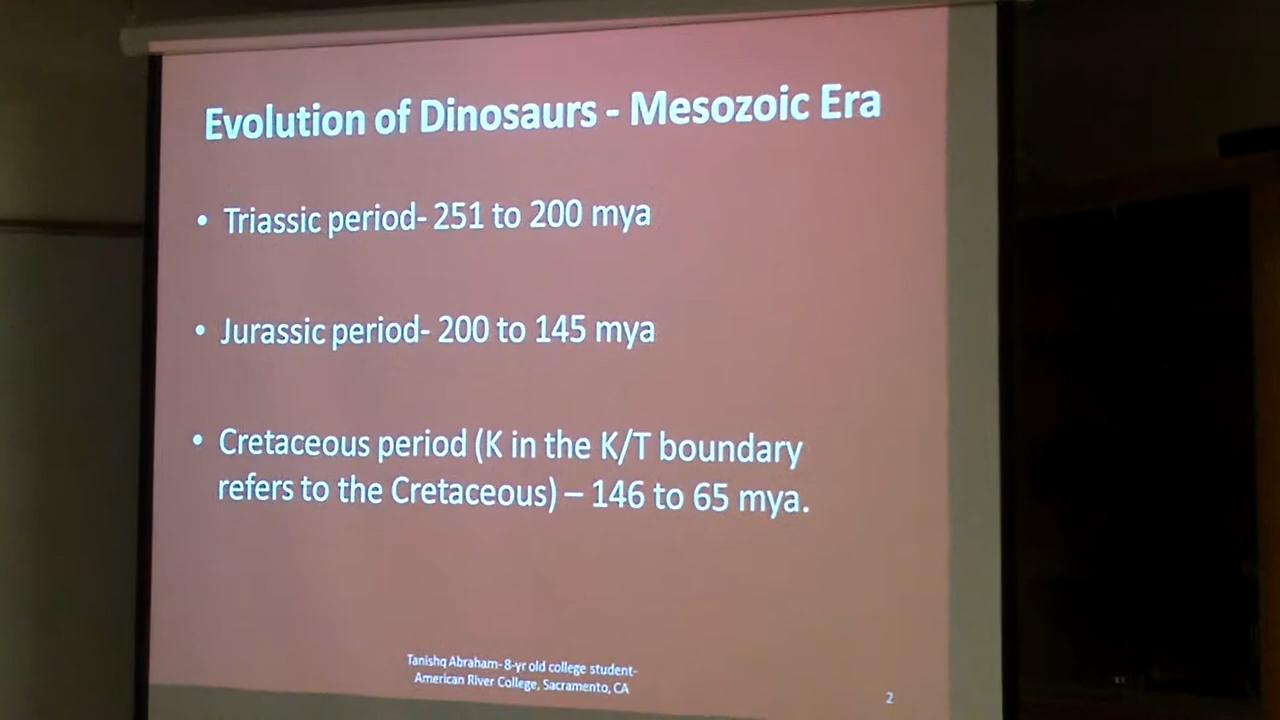 Evolution of Dinosaurs - Mesozoic Era
• Triassic period- 251 to 200 mya
• Jurassic period- 200 to 145 mya
• Cretaceous period (K in the K/T boundary
refers to the Cretaceous) – 146 to 65 mya.
Tanishq Abraham- 8-yr old college student-
American River College, Sacramento, CA
2